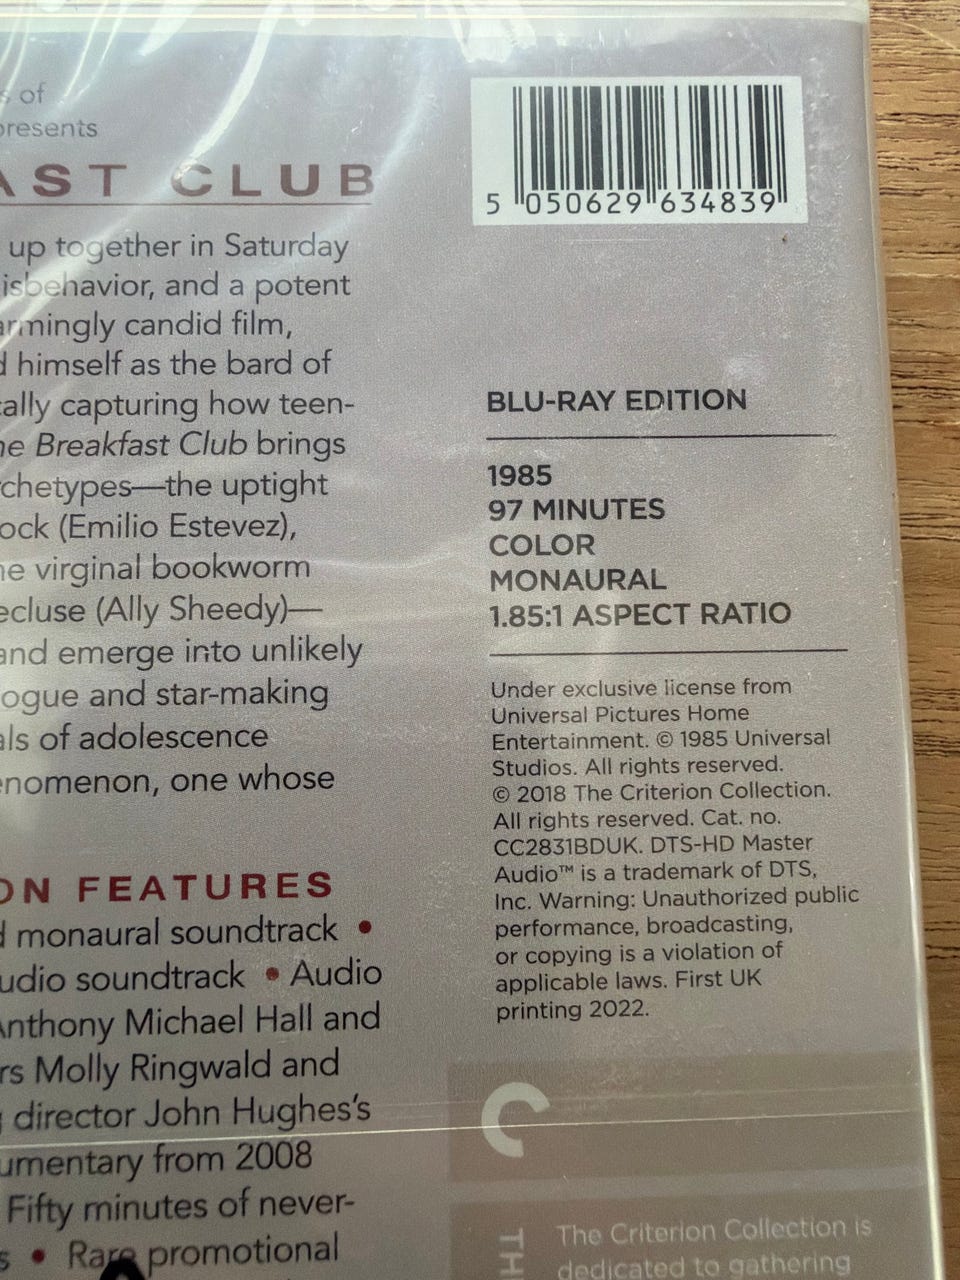 s of
presents
AST CLUB
up together in Saturday
isbehavior, and a potent
armingly candid film,
d himself as the bard of
cally capturing how teen-
he Breakfast Club brings
rchetypes—the uptight
ock (Emilio Estevez),
he virginal bookworm
ecluse (Ally Sheedy)—
and emerge into unlikely
ogue and star-making
als of adolescence
enomenon, one whose
ON FEATURES
d monaural soundtrack •
udio soundtrack • Audio
Anthony Michael Hall and
rs Molly Ringwald and
g director John Hughes's
umentary from 2008
Fifty minutes of never-
s • Rare promotional
5 050629 634839
BLU-RAY EDITION
1985
97 MINUTES
COLOR
MONAURAL
1.85:1 ASPECT RATIO
Under exclusive license from
Universal Pictures Home
Entertainment. © 1985 Universal
Studios. All rights reserved.
© 2018 The Criterion Collection.
All rights reserved. Cat. no.
CC2831BDUK. DTS-HD Master
Audio™ is a trademark of DTS,
Inc. Warning: Unauthorized public
performance, broadcasting,
or copying is a violation of
applicable laws. First UK
printing 2022.
TH
The Criterion Collection is
dedicated to gathering